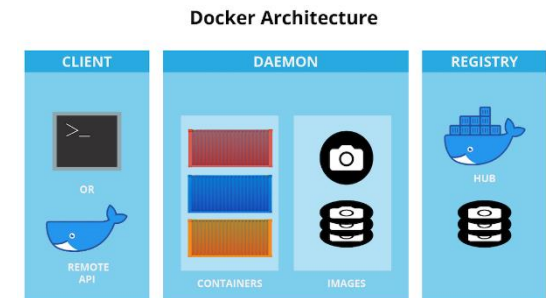 Docker Architecture
CLIENT
DAEMON
REGISTRY
>_
OR
REMOTE
API
CONTAINERS
IMAGES
HUB